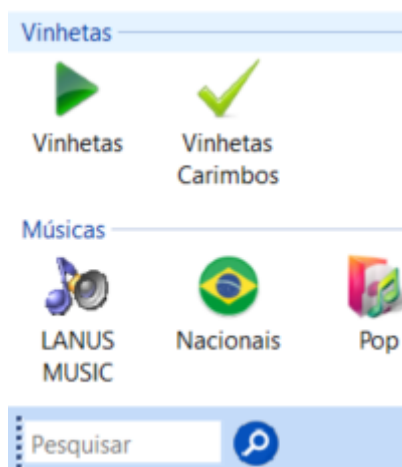 Vinhetas
Vinhetas
Vinhetas
Carimbos
Músicas
LANUS
MUSIC
Nacionais
Pop
Pesquisar